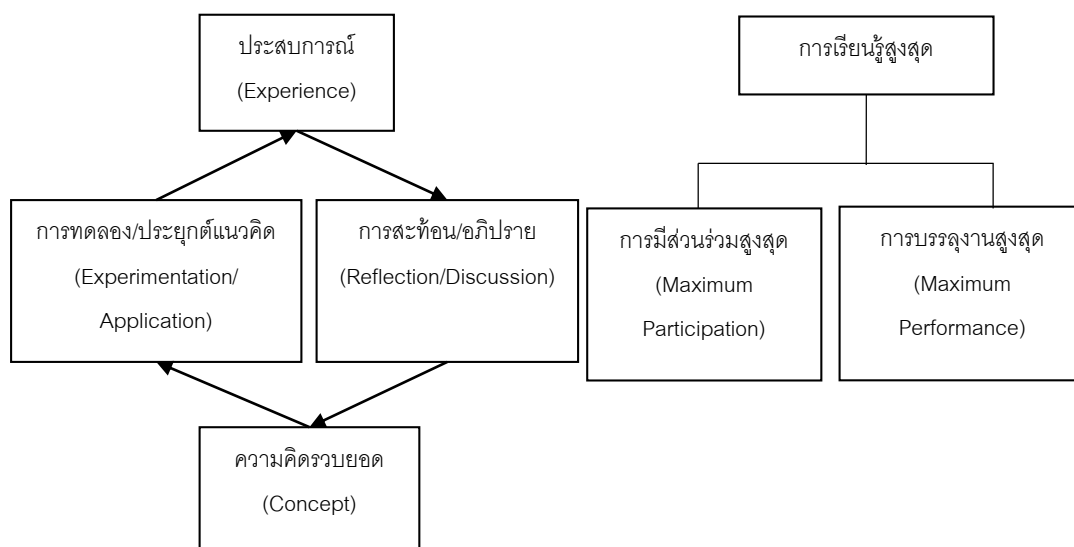 ประสบการณ์
(Experience)
การทดลอง/ประยุกต์แนวคิด
(Experimentation/
Application)
การสะท้อน/อภิปราย
(Reflection/Discussion)
ความคิดรวบยอด
(Concept)
การเรียนรู้สูงสุด
การมีส่วนร่วมสูงสุด
(Maximum
Participation)
การบรรลุงานสูงสุด
(Maximum
Performance)